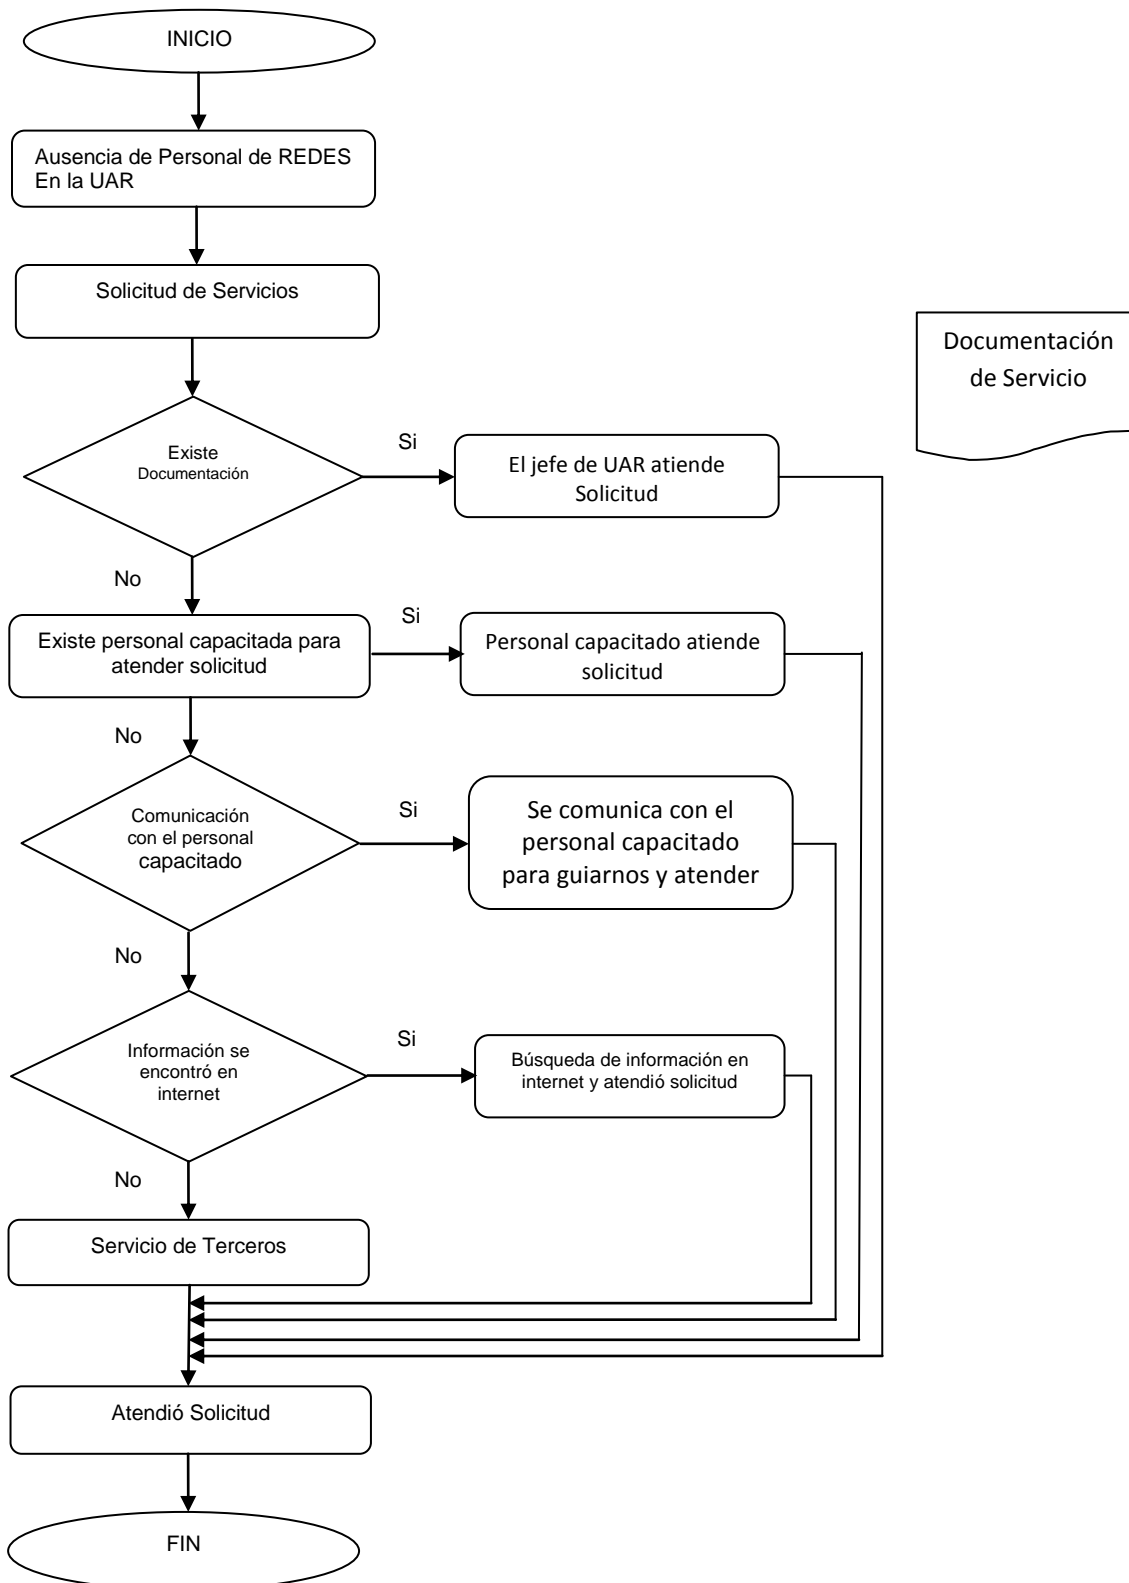 INICIO
Ausencia de Personal de REDES
En la UAR
Solicitud de Servicios
Documentación
de Servicio
Existe
Documentación
Si
El jefe de UAR atiende
Solicitud
No
Existe personal capacitada para
atender solicitud
Si
Personal capacitado atiende
solicitud
No
Comunicación
con el personal
capacitado
Si
Se comunica con el
personal capacitado
para guiarnos y atender
No
Información se
encontró en
internet
Si
Búsqueda de información en
internet y atendió solicitud
No
Servicio de Terceros
Atendió Solicitud
FIN